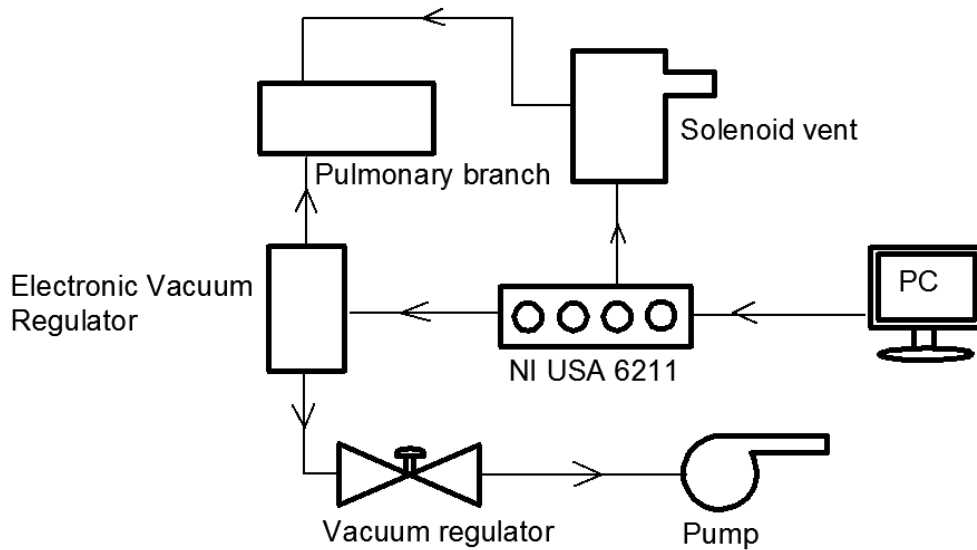 Solenoid vent
Pulmonary branch
Electronic Vacuum
Regulator
PC
NI USA 6211
Vacuum regulator
Pump